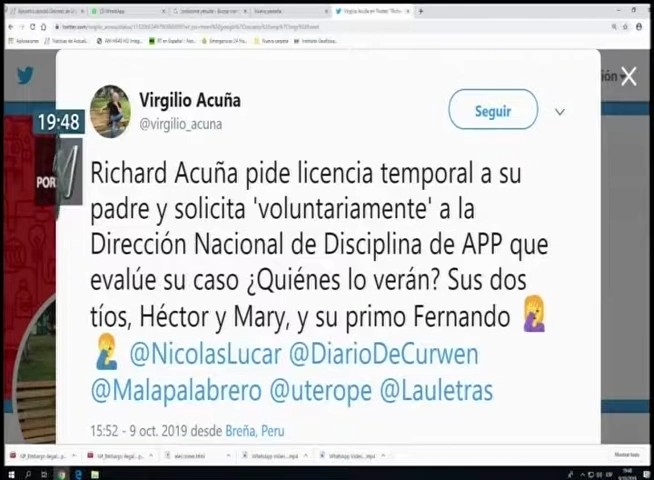 Virgilio Acuña
@virgilio_acuna
Seguir
19:48
POR
Richard Acuña pide licencia temporal a su
padre y solicita 'voluntariamente' a la
Dirección Nacional de Disciplina de APP que
evalúe su caso ¿Quiénes lo verán? Sus dos
tíos, Héctor y Mary, y su primo Fernando
@NicolasLucar @DiarioDeCurwen
@Malapalabrero @uterope @Lauletras
15:52 - 9 oct. 2019 desde Breña, Peru